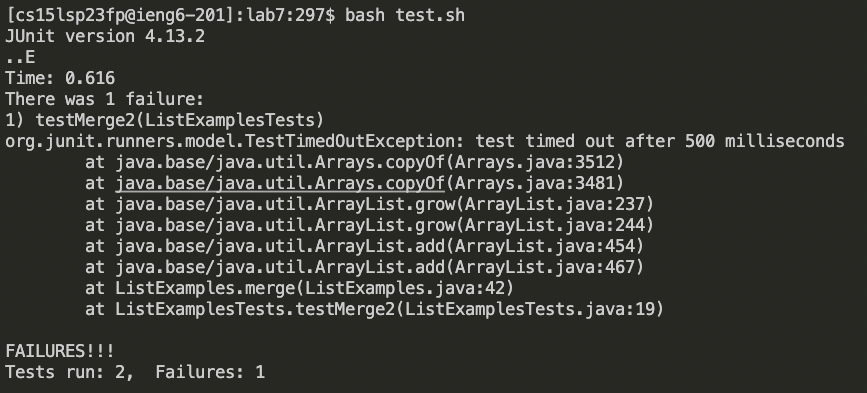 [cs15lsp23fp@ieng6-201]:lab7:297$ bash test.sh
JUnit version 4.13.2
..E
Time: 0.616
There was 1 failure:
1) testMerge2(ListExamplesTests)
org.junit.runners.model.TestTimedOutException: test timed out after 500 milliseconds
        at java.base/java.util.Arrays.copyOf(Arrays.java:3512)
        at java.base/java.util.Arrays.copyOf(Arrays.java:3481)
        at java.base/java.util.ArrayList.grow(ArrayList.java:237)
        at java.base/java.util.ArrayList.grow(ArrayList.java:244)
        at java.base/java.util.ArrayList.add(ArrayList.java:454)
        at java.base/java.util.ArrayList.add(ArrayList.java:467)
        at ListExamples.merge(ListExamples.java:42)
        at ListExamplesTests.testMerge2(ListExamplesTests.java:19)

FAILURES!!!
Tests run: 2,  Failures: 1